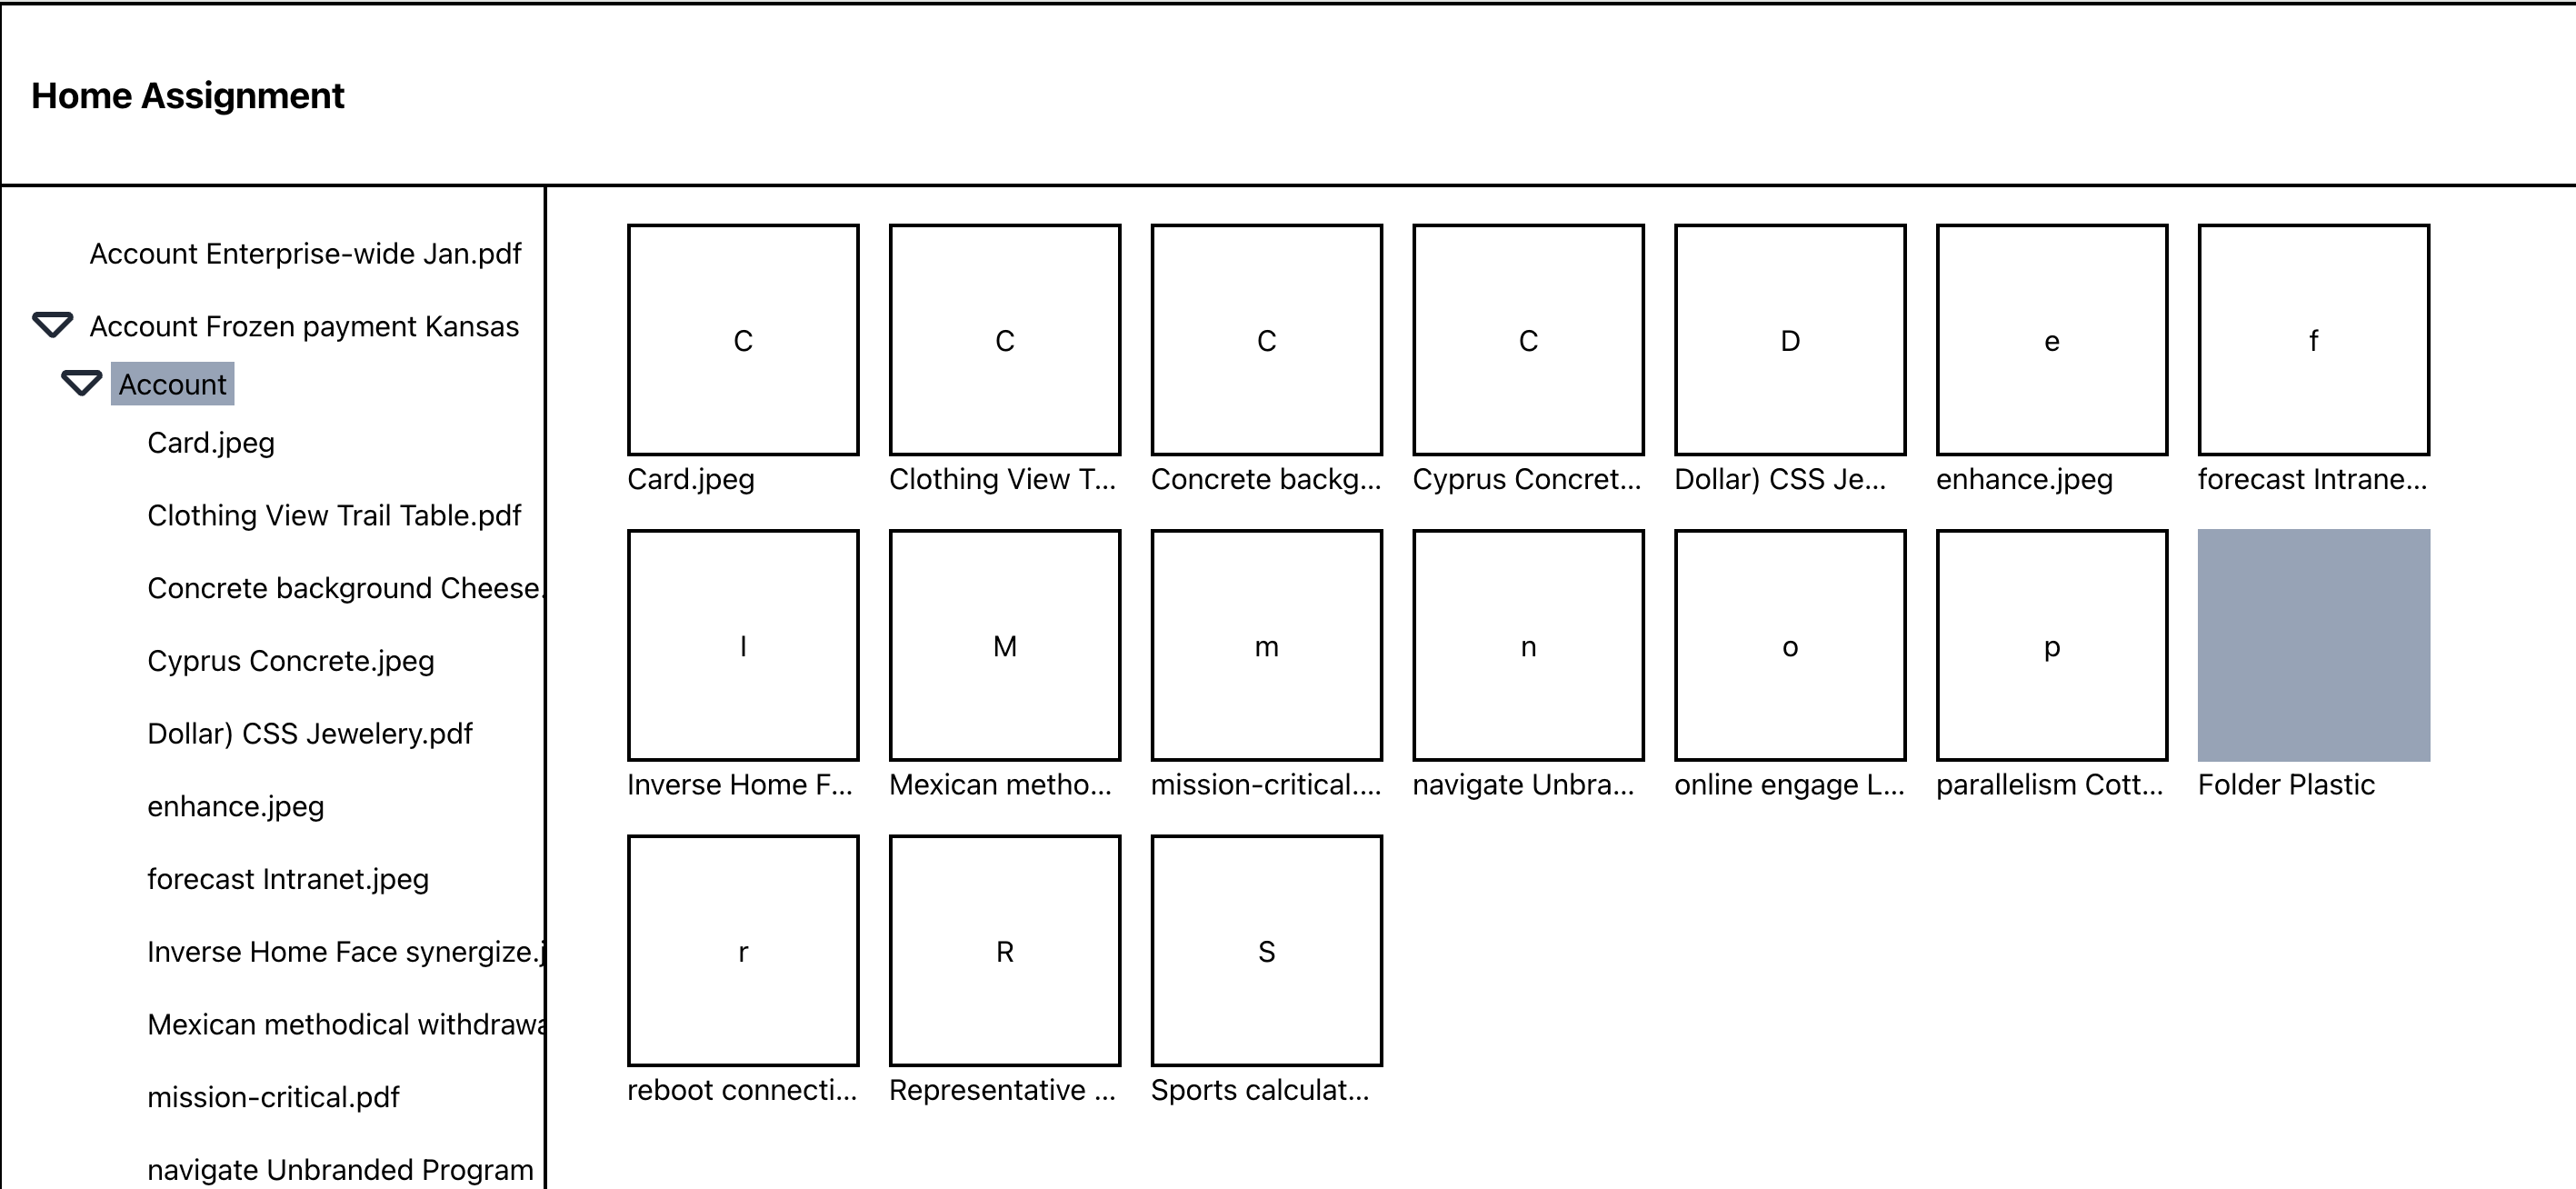 Home Assignment
Account Enterprise-wide Jan.pdf
Account Frozen payment Kansas
Account
Card.jpeg
Clothing View Trail Table.pdf
Concrete background Cheese.
Cyprus Concrete.jpeg
Dollar) CSS Jewelery.pdf
enhance.jpeg
forecast Intranet.jpeg
Inverse Home Face synergize.j
Mexican methodical withdrawa
mission-critical.pdf
navigate Unbranded Program
C C C C D e f
Card.jpeg Clothing View T... Concrete backg... Cyprus Concret... Dollar) CSS Je... enhance.jpeg forecast Intrane...
I M m n o p
Inverse Home F... Mexican metho... mission-critical.... navigate Unbra... online engage L... parallelism Cott... Folder Plastic
r R S
reboot connecti... Representative ... Sports calculat...